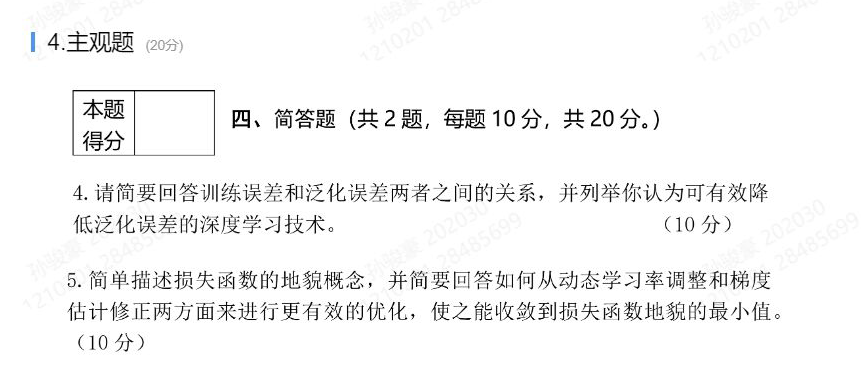 4.主观题 (20分)
本题
得分
四、简答题（共 2 题，每题 10 分，共 20 分。）
4. 请简要回答训练误差和泛化误差两者之间的关系，并列举你认为可有效降
低泛化误差的深度学习技术。 （10 分）
5. 简单描述损失函数的地貌概念，并简要回答如何从动态学习率调整和梯度
估计修正两方面来进行更有效的优化，使之能收敛到损失函数地貌的最小值。
（10 分）